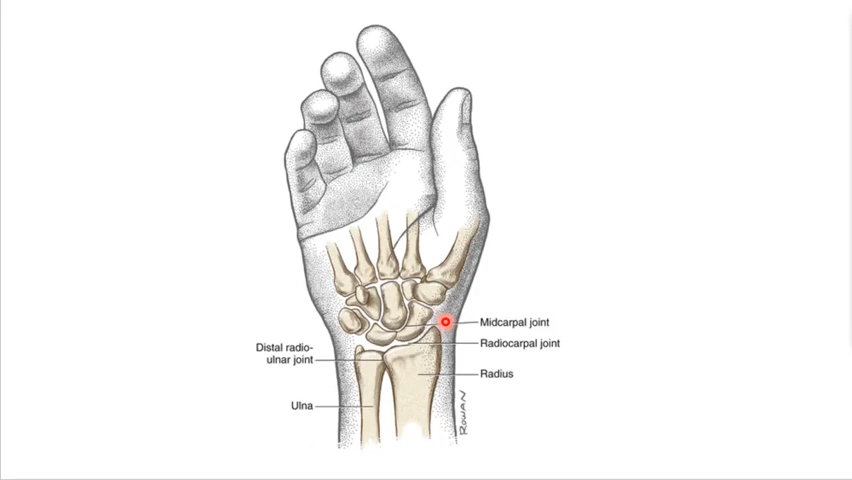 Midcarpal joint
Distal radio-
ulnar joint
Radiocarpal joint
Radius
Ulna
ROWAN